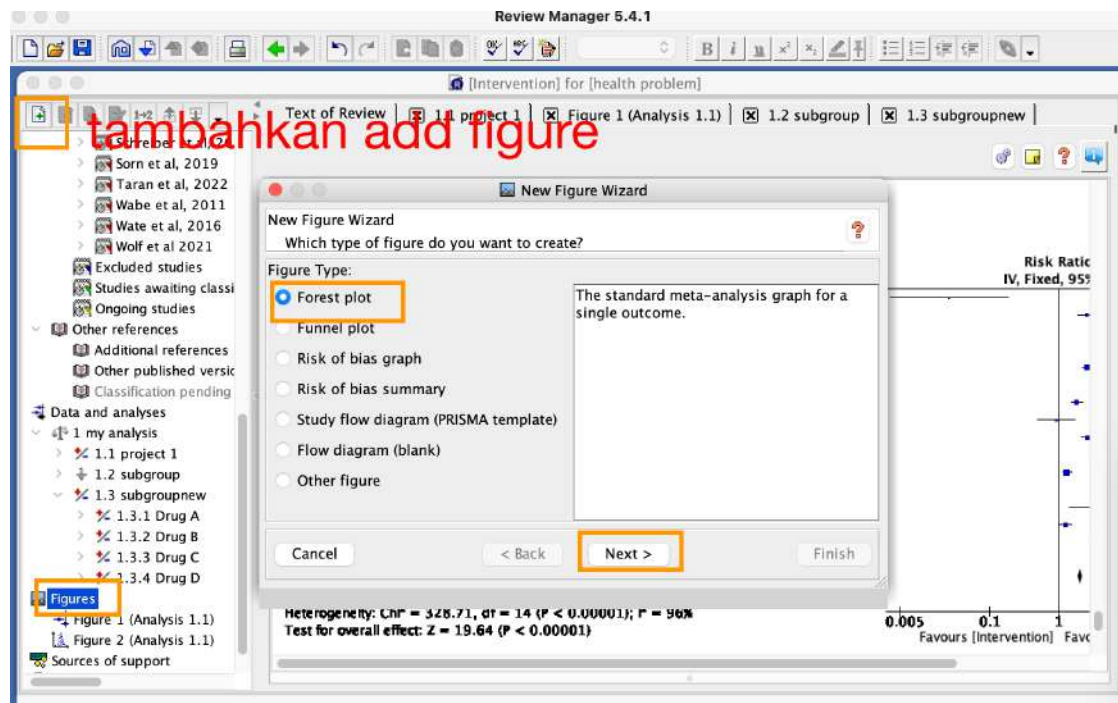 Review Manager 5.4.1
[Intervention] for [health problem]
Text of Review
1.1 project 1
Figure 1 (Analysis 1.1)
1.2 subgroup
1.3 subgroupnew
tambahkan add figure
Sorn et al, 2019
Taran et al, 2022
Wabe et al, 2011
Wate et al, 2016
Wolf et al 2021
Excluded studies
Studies awaiting classi
Ongoing studies
Other references
Additional references
Other published versic
Classification pending
Data and analyses
1 my analysis
1.1 project 1
1.2 subgroup
1.3 subgroupnew
1.3.1 Drug A
1.3.2 Drug B
1.3.3 Drug C
1.3.4 Drug D
Figures
Figure 1 (Analysis 1.1)
Figure 2 (Analysis 1.1)
Sources of support
New Figure Wizard
New Figure Wizard
Which type of figure do you want to create?
Figure Type:
Forest plot
Funnel plot
Risk of bias graph
Risk of bias summary
Study flow diagram (PRISMA template)
Flow diagram (blank)
Other figure
The standard meta-analysis graph for a
single outcome.
Cancel
< Back
Next >
Finish
Risk Ratio
IV, Fixed, 95%
Heterogeneity: Chi² = 328.71, df = 14 (P < 0.00001); I² = 96%
Test for overall effect: Z = 19.64 (P < 0.00001)
0.005 0.1 1
Favours [Intervention] Favc